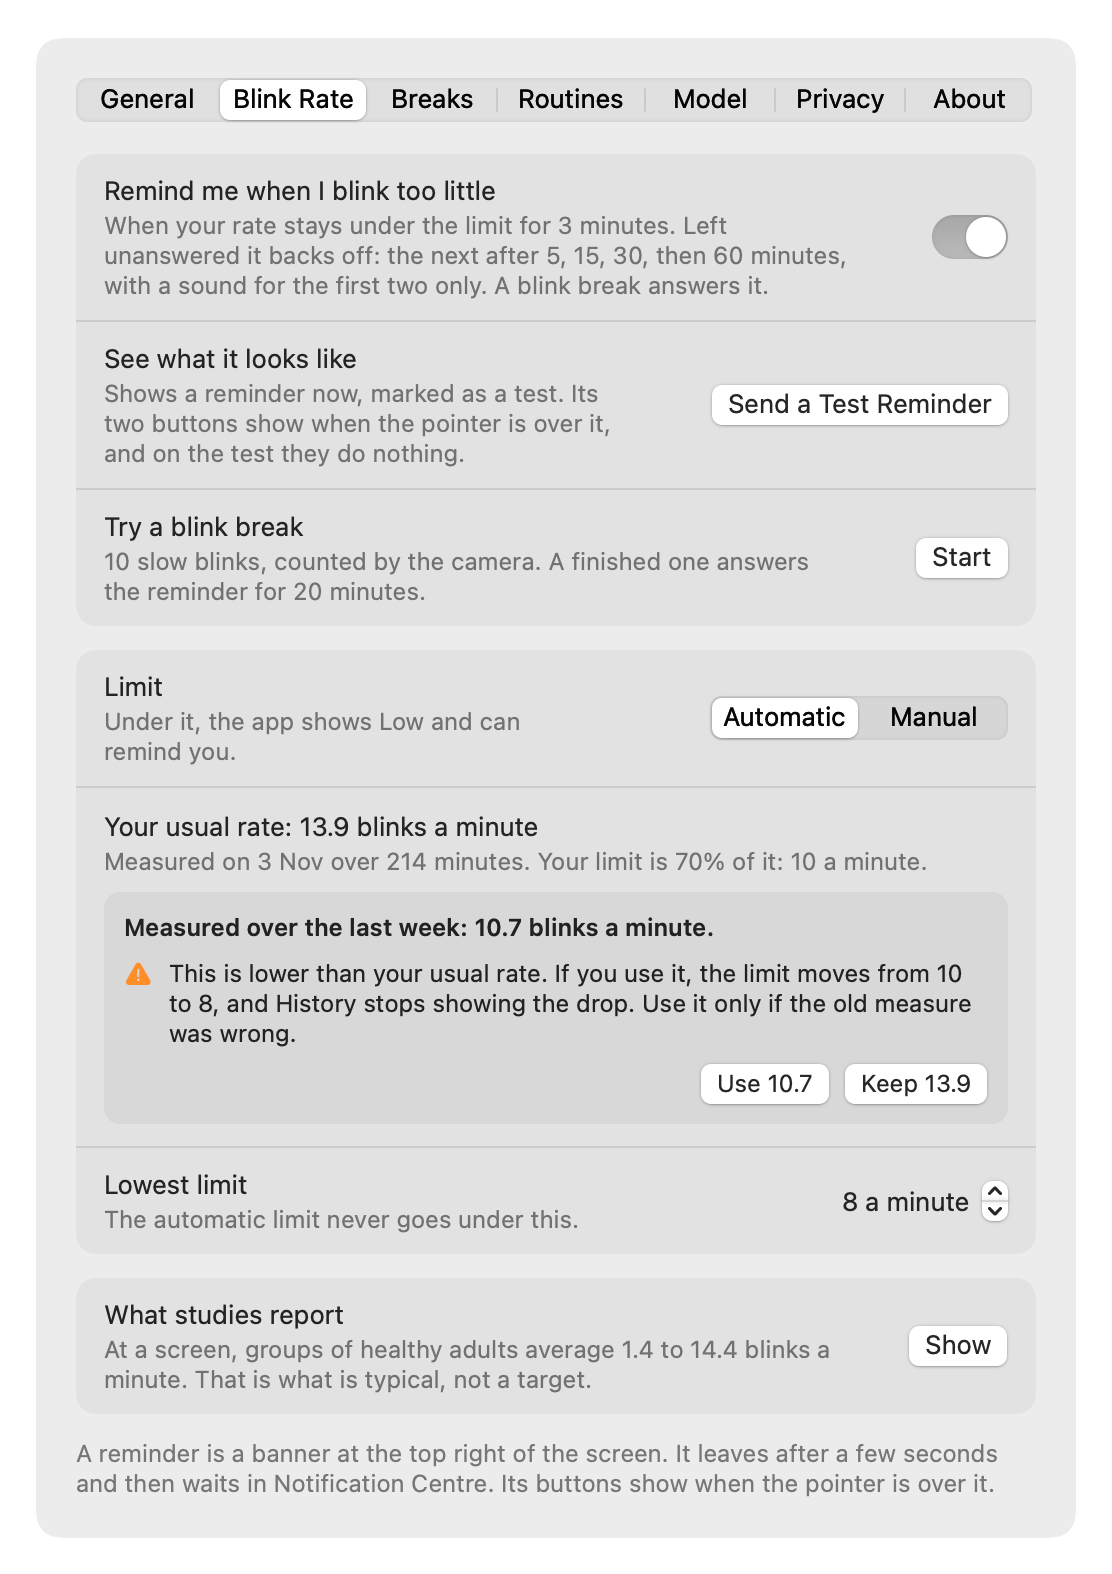 General
Blink Rate
Breaks
Routines
Model
Privacy
About
Remind me when I blink too little
When your rate stays under the limit for 3 minutes. Left
unanswered it backs off: the next after 5, 15, 30, then 60 minutes,
with a sound for the first two only. A blink break answers it.
See what it looks like
Shows a reminder now, marked as a test. Its
two buttons show when the pointer is over it,
and on the test they do nothing.
Send a Test Reminder
Try a blink break
10 slow blinks, counted by the camera. A finished one answers
the reminder for 20 minutes.
Start
Limit
Under it, the app shows Low and can
remind you.
Automatic
Manual
Your usual rate: 13.9 blinks a minute
Measured on 3 Nov over 214 minutes. Your limit is 70% of it: 10 a minute.
Measured over the last week: 10.7 blinks a minute.
This is lower than your usual rate. If you use it, the limit moves from 10
to 8, and History stops showing the drop. Use it only if the old measure
was wrong.
Use 10.7
Keep 13.9
Lowest limit
The automatic limit never goes under this.
8 a minute
What studies report
At a screen, groups of healthy adults average 1.4 to 14.4 blinks a
minute. That is what is typical, not a target.
Show
A reminder is a banner at the top right of the screen. It leaves after a few seconds
and then waits in Notification Centre. Its buttons show when the pointer is over it.